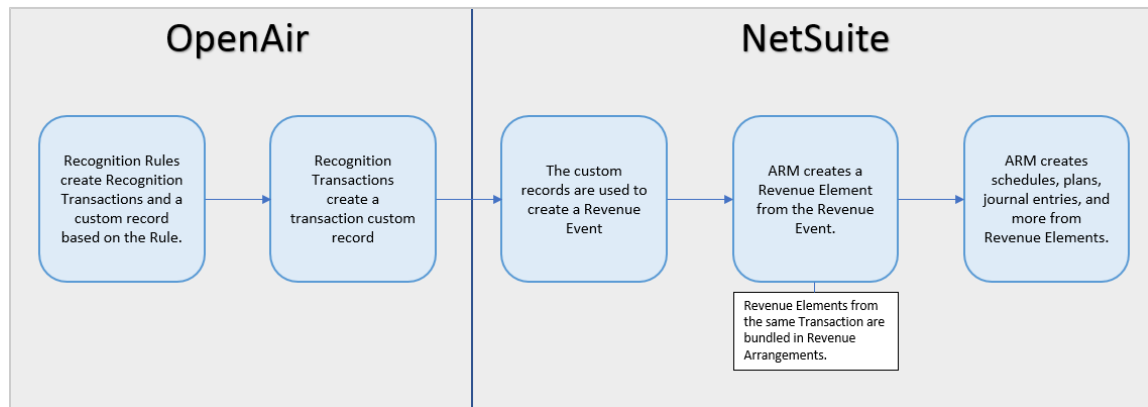 OpenAir
NetSuite
Recognition Rules
create Recognition
Transactions and a
custom record
based on the Rule.
Recognition
Transactions
create a
transaction custom
record
The custom
records are used to
create a Revenue
Event
ARM creates a
Revenue Element
from the Revenue
Event.
ARM creates
schedules, plans,
journal entries, and
more from
Revenue Elements.
Revenue Elements from
the same Transaction are
bundled in Revenue
Arrangements.